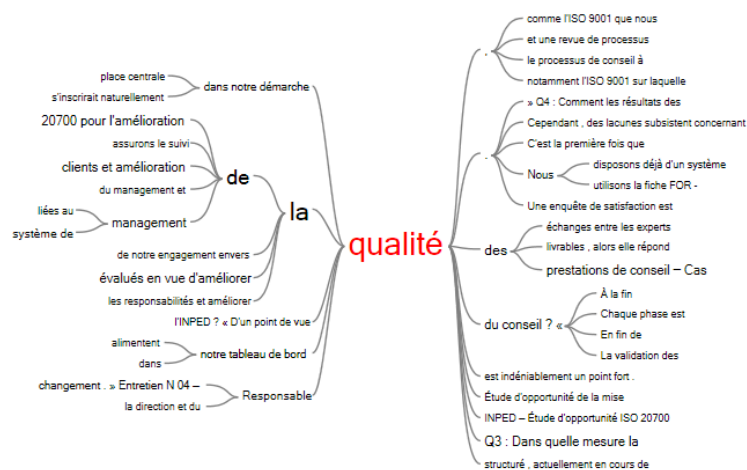 place centrale
s'inscrirait naturellement
dans notre démarche
20700 pour l'amélioration
assurons le suivi
clients et amélioration
du management et
liées au
système de
management
de
de notre engagement envers
évalués en vue d'améliorer
les responsabilités et améliorer
la
l'INPED ? « D'un point de vue
alimentent
dans
notre tableau de bord
changement . » Entretien N 04 –
la direction et du
Responsable
qualité
.
comme l'ISO 9001 que nous
et une revue de processus
le processus de conseil à
notamment l'ISO 9001 sur laquelle
.
» Q4 : Comment les résultats des
Cependant , des lacunes subsistent concernant
C'est la première fois que
Nous
disposons déjà d'un système
utilisons la fiche FOR -
Une enquête de satisfaction est
des
échanges entre les experts
livrables , alors elle répond
prestations de conseil – Cas
du conseil ? «
À la fin
Chaque phase est
En fin de
La validation des
est indéniablement un point fort .
Étude d'opportunité de la mise
INPED – Étude d'opportunité ISO 20700
Q3 : Dans quelle mesure la
structuré , actuellement en cours de